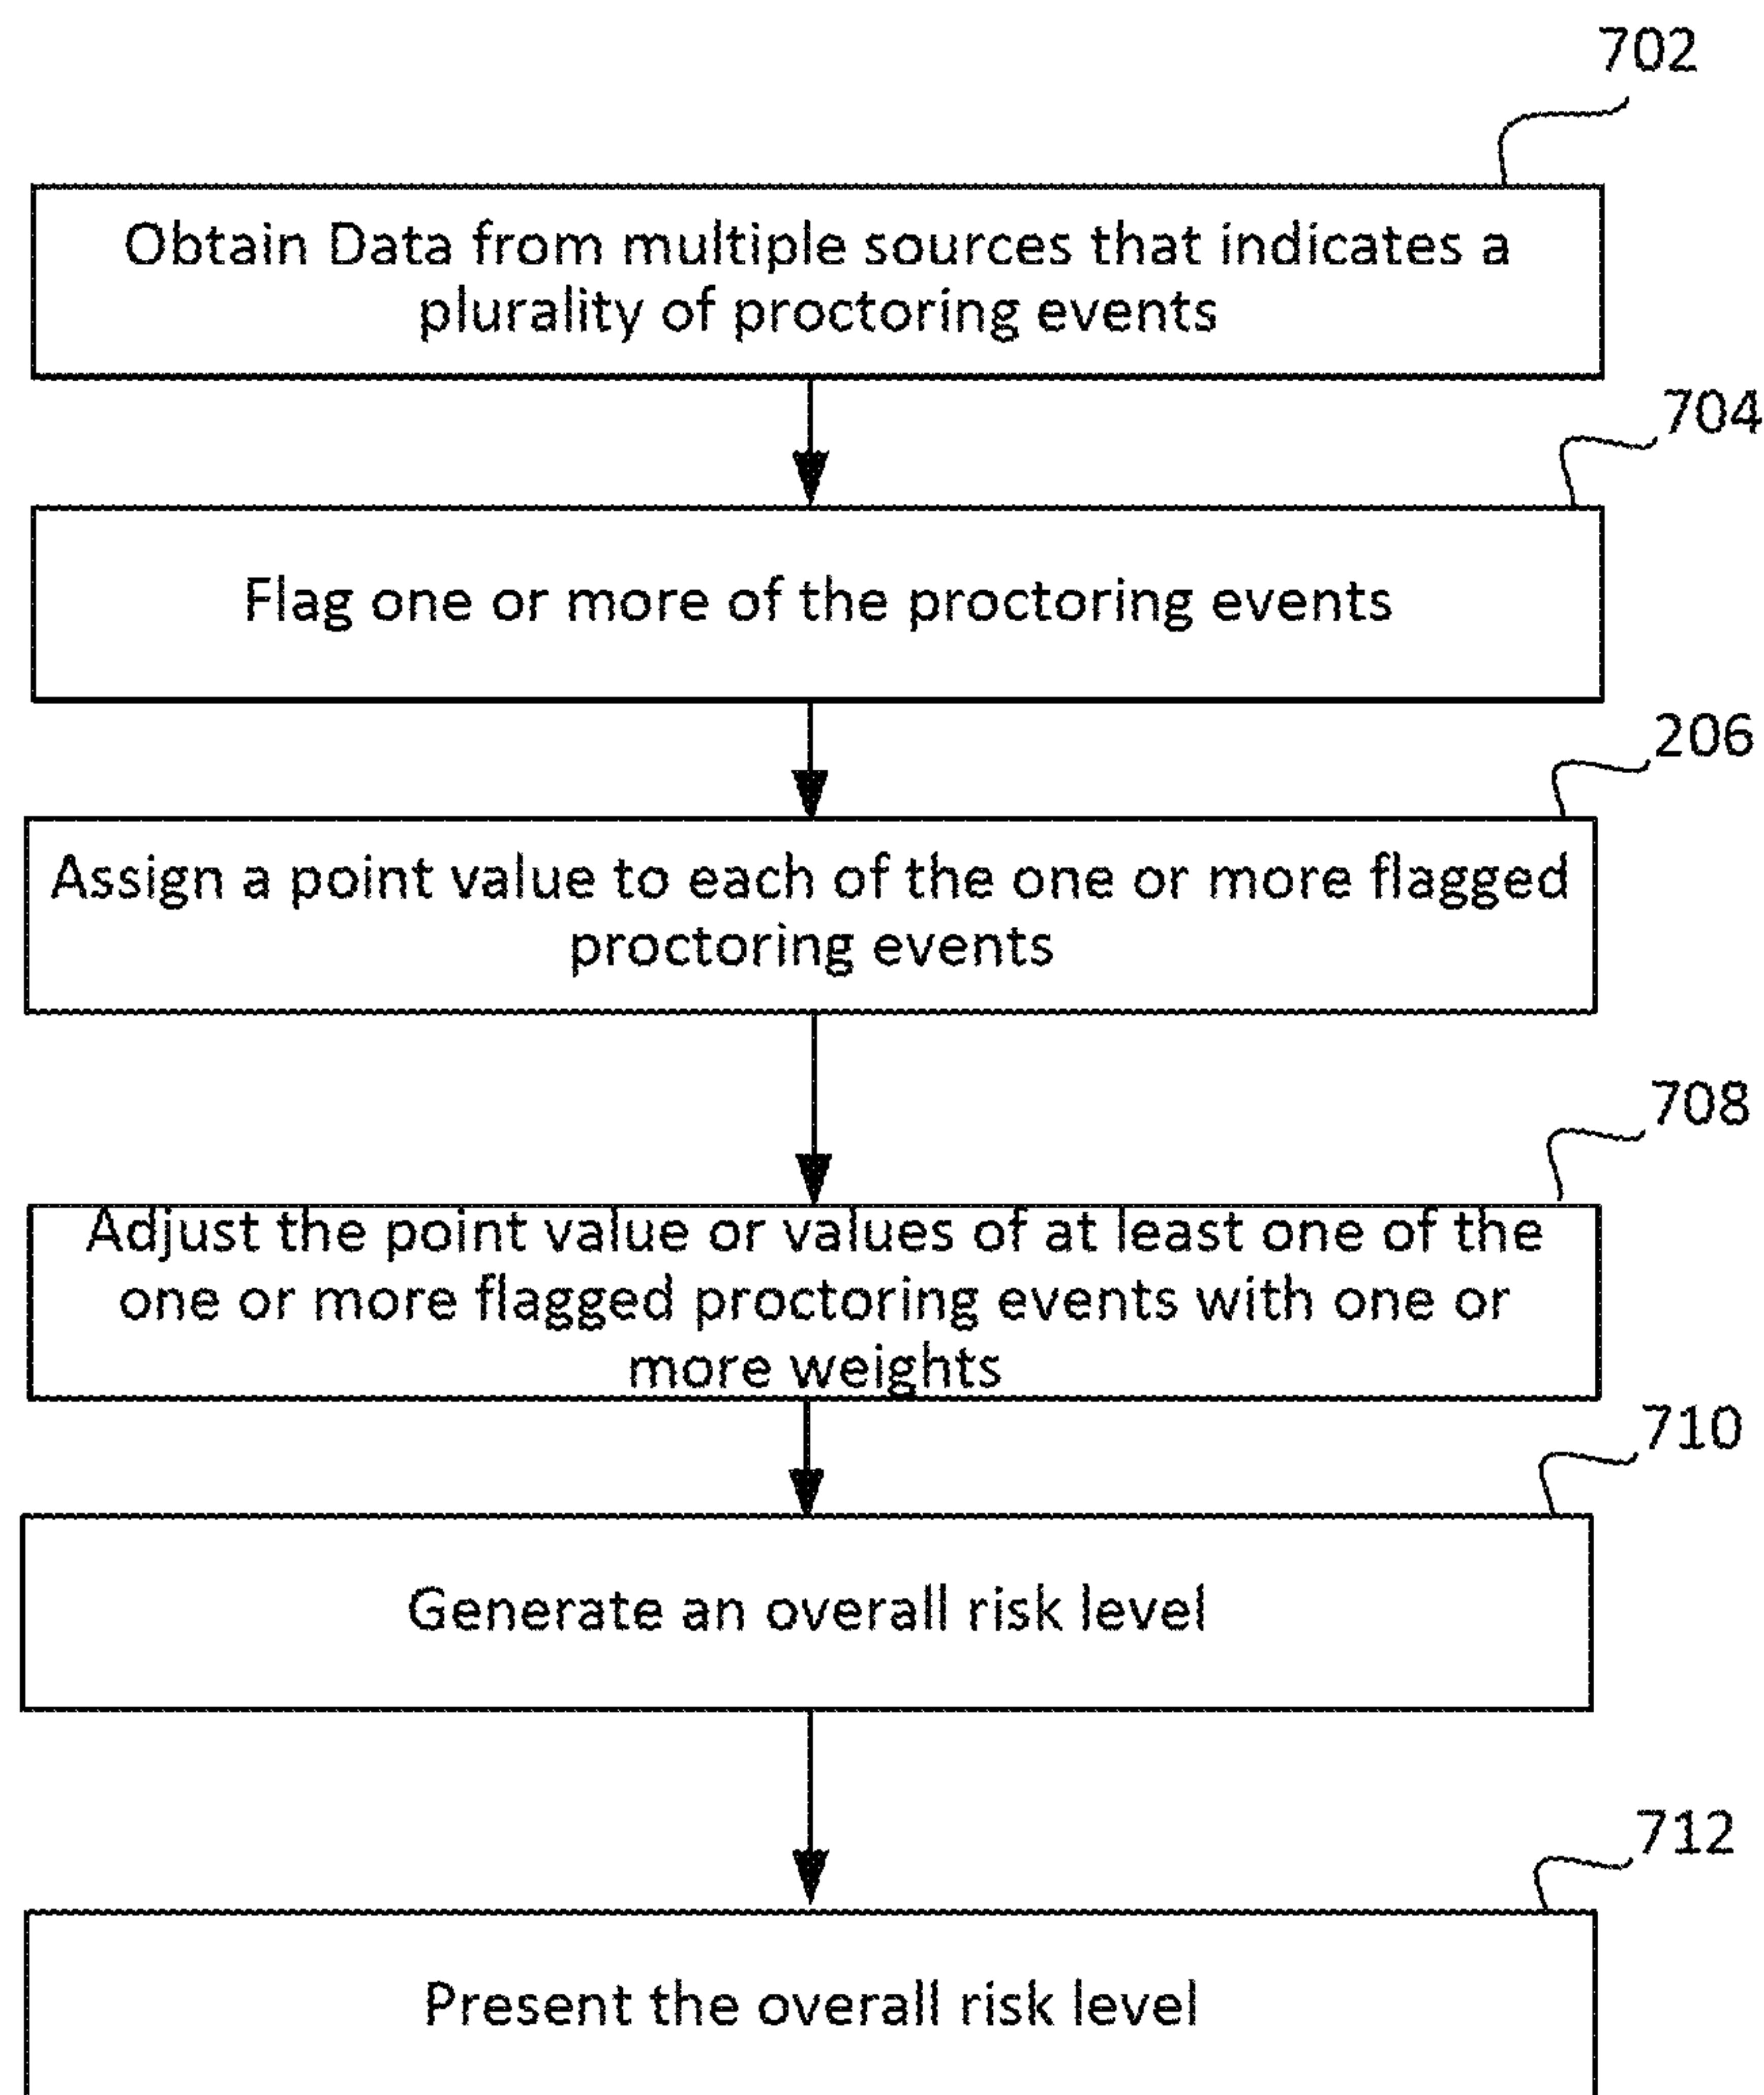 702
Obtain Data from multiple sources that indicates a
plurality of proctoring events
704
Flag one or more of the proctoring events
206
Assign a point value to each of the one or more flagged
proctoring events
708
Adjust the point value or values of at least one of the
one or more flagged proctoring events with one or
more weights
710
Generate an overall risk level
712
Present the overall risk level